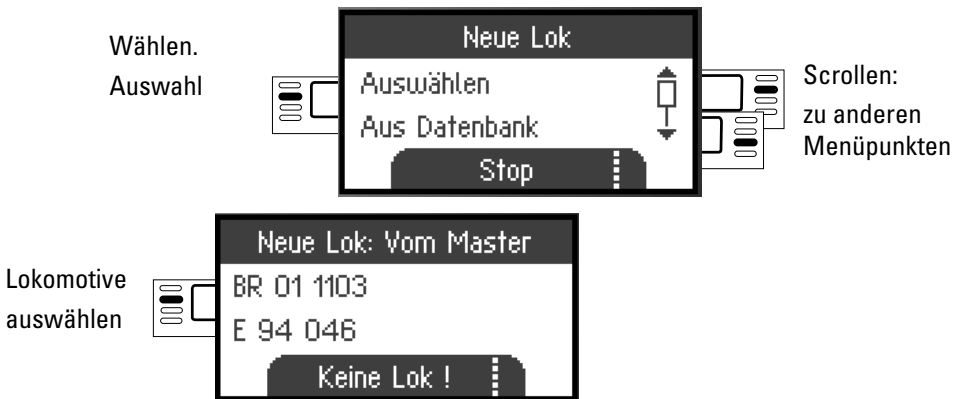 Wählen.
Auswahl
Neue Lok
Auswählen
Aus Datenbank
Stop
Scrollen:
zu anderen
Menüpunkten
Lokomotive
auswählen
Neue Lok: Vom Master
BR 01 1103
E 94 046
Keine Lok !